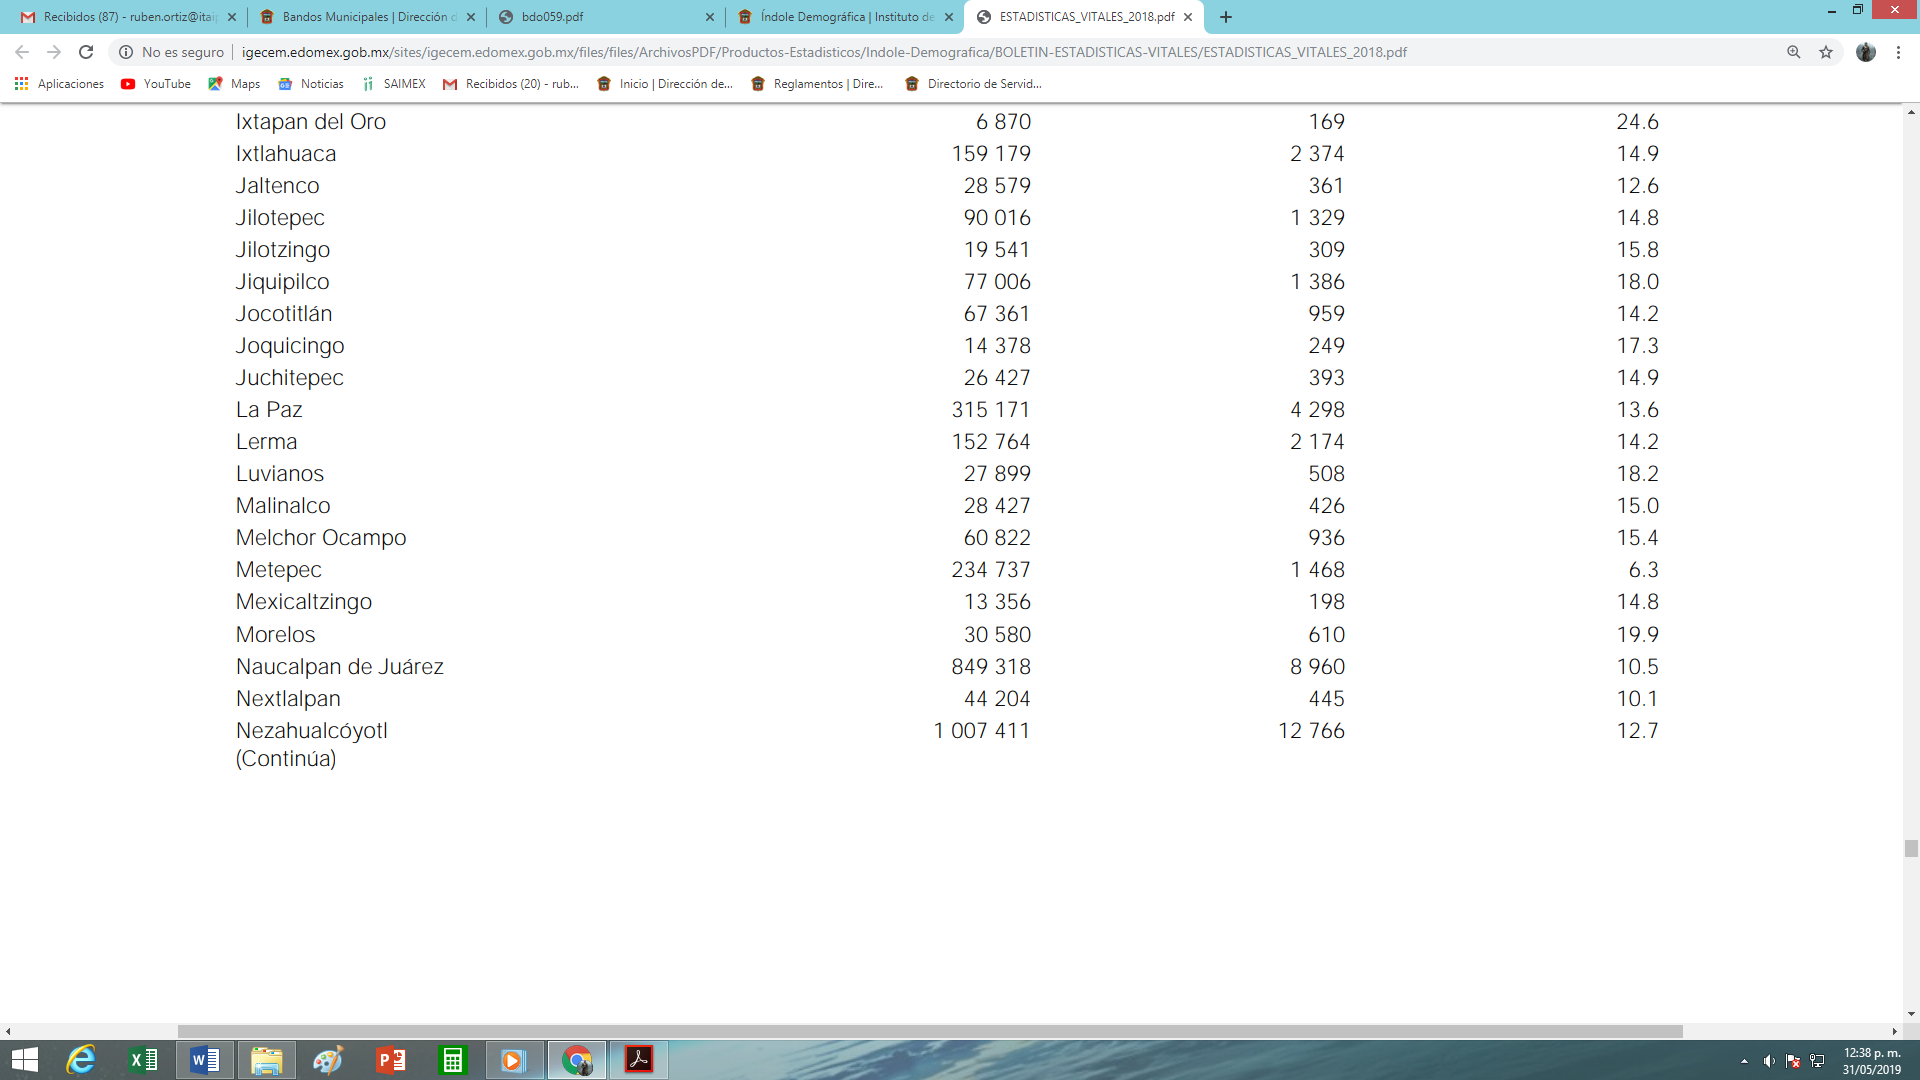 Recibidos (87) - ruben.ortiz@itai
Bandos Municipales | Dirección d
bdo059.pdf
Índole Demográfica | Instituto de
ESTADISTICAS_VITALES_2018.pdf
No es seguro | igecem.edomex.gob.mx/sites/igecem.edomex.gob.mx/files/files/ArchivosPDF/Productos-Estadisticos/Indole-Demografica/BOLETIN-ESTADISTICAS-VITALES/ESTADISTICAS_VITALES_2018.pdf
Aplicaciones YouTube Maps Noticias SAIMEX Recibidos (20) - rub... Inicio | Dirección de... Reglamentos | Dire... Directorio de Servid...
Ixtapan del Oro 6 870 169 24.6
Ixtlahuaca 159 179 2 374 14.9
Jaltenco 28 579 361 12.6
Jilotepec 90 016 1 329 14.8
Jilotzingo 19 541 309 15.8
Jiquipilco 77 006 1 386 18.0
Jocotitlán 67 361 959 14.2
Joquicingo 14 378 249 17.3
Juchitepec 26 427 393 14.9
La Paz 315 171 4 298 13.6
Lerma 152 764 2 174 14.2
Luvianos 27 899 508 18.2
Malinalco 28 427 426 15.0
Melchor Ocampo 60 822 936 15.4
Metepec 234 737 1 468 6.3
Mexicaltzingo 13 356 198 14.8
Morelos 30 580 610 19.9
Naucalpan de Juárez 849 318 8 960 10.5
Nextlalpan 44 204 445 10.1
Nezahualcóyotl 1 007 411 12 766 12.7
(Continúa)
12:38 p. m.
31/05/2019